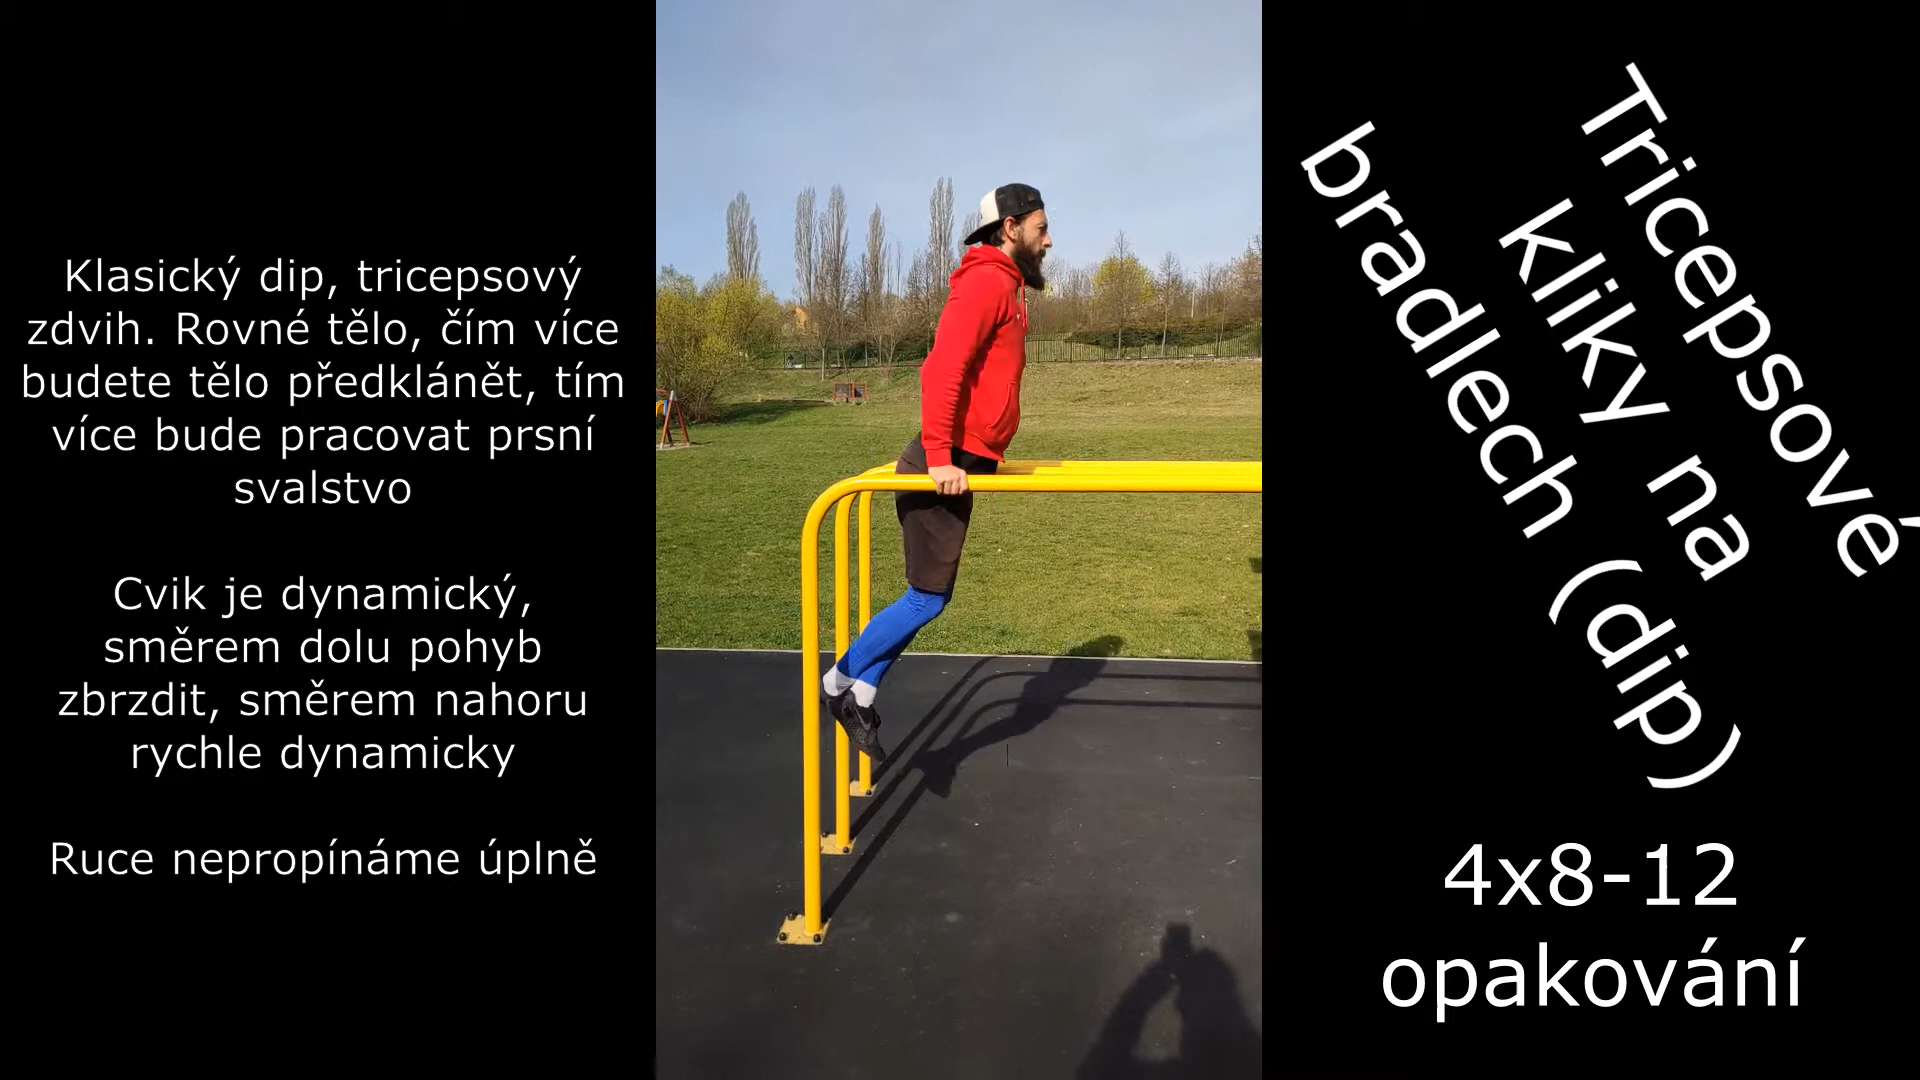 Klasický dip, tricepsový
zdvih. Rovné tělo, čím více
budete tělo předklánět, tím
více bude pracovat prsní
svalstvo
Cvik je dynamický,
směrem dolu pohyb
zbrzdit, směrem nahoru
rychle dynamicky
Ruce nepropínáme úplně
Tricepsové
kliky na
bradlech (dip)
4x8-12
opakování